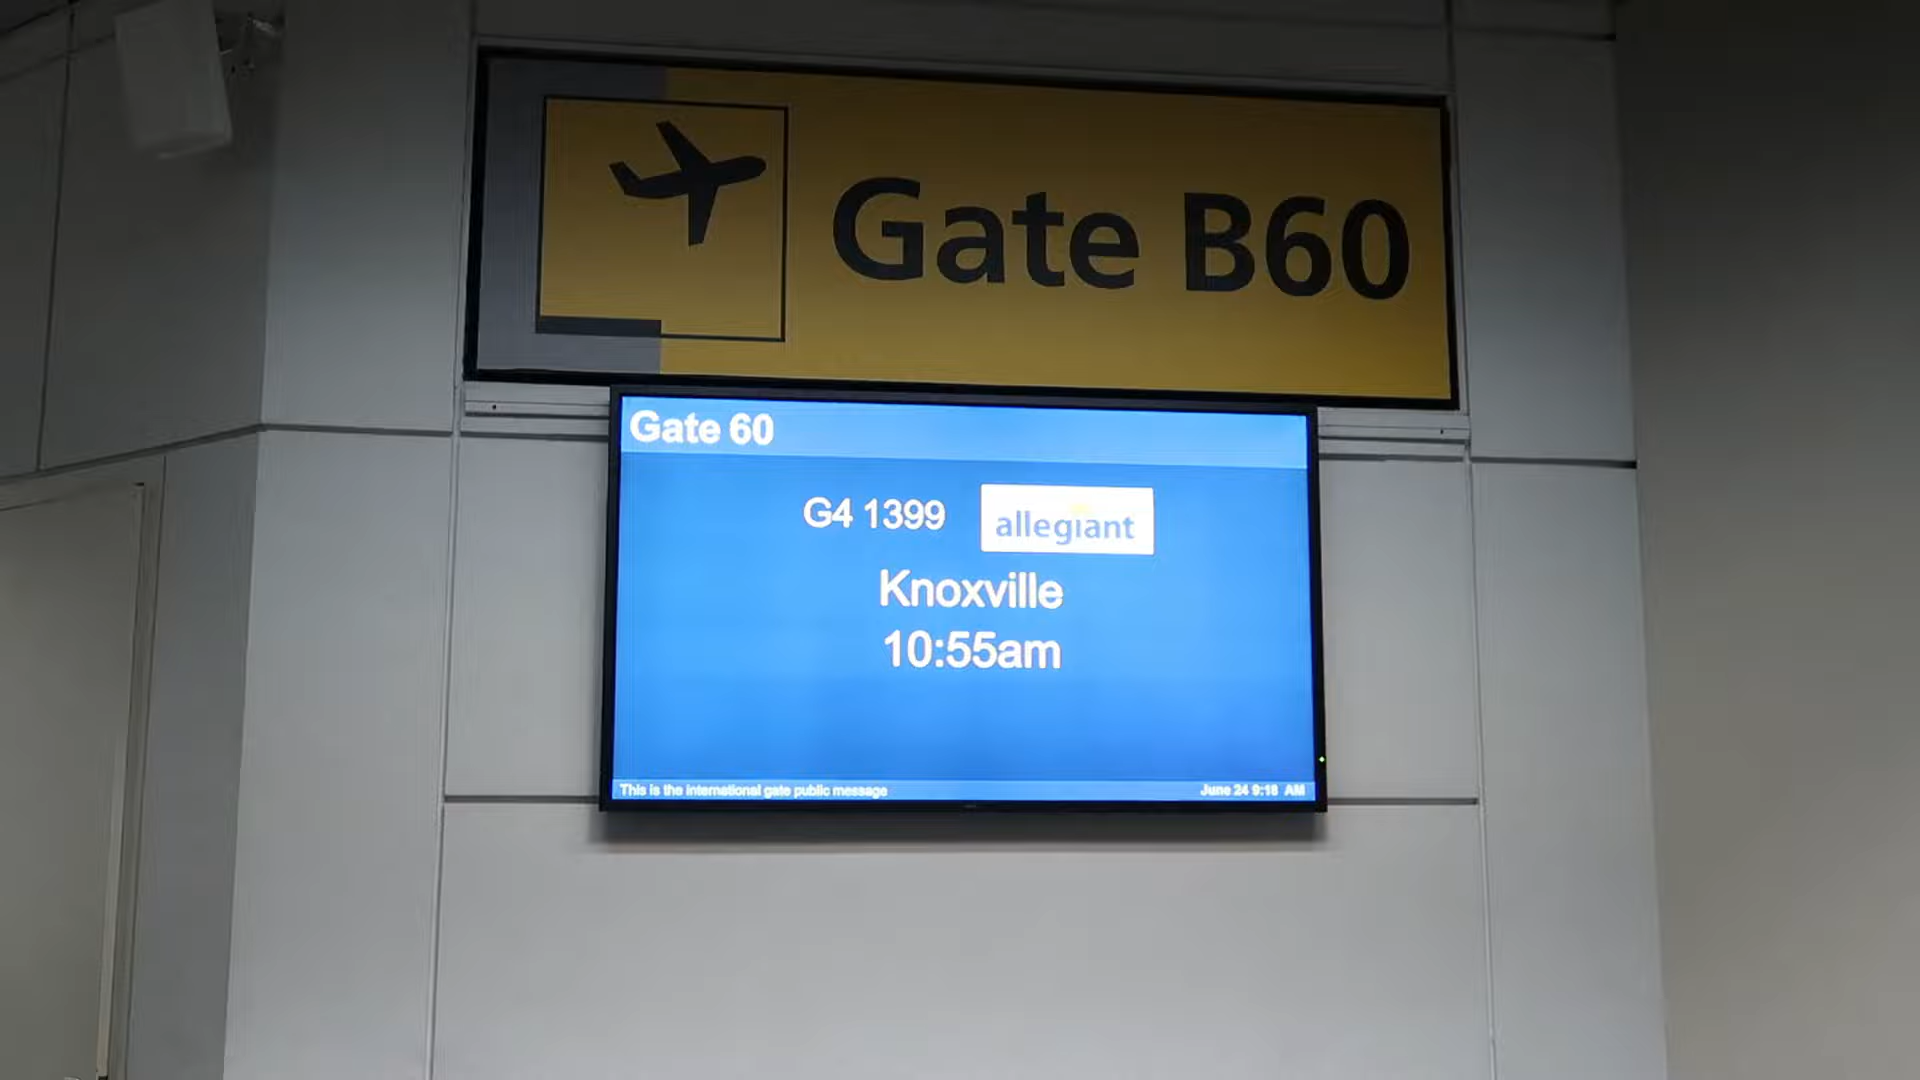 Gate B60
Gate 60
G4 1399 allegiant
Knoxville
10:55am
This is the international gate public message June 24 9:18 AM